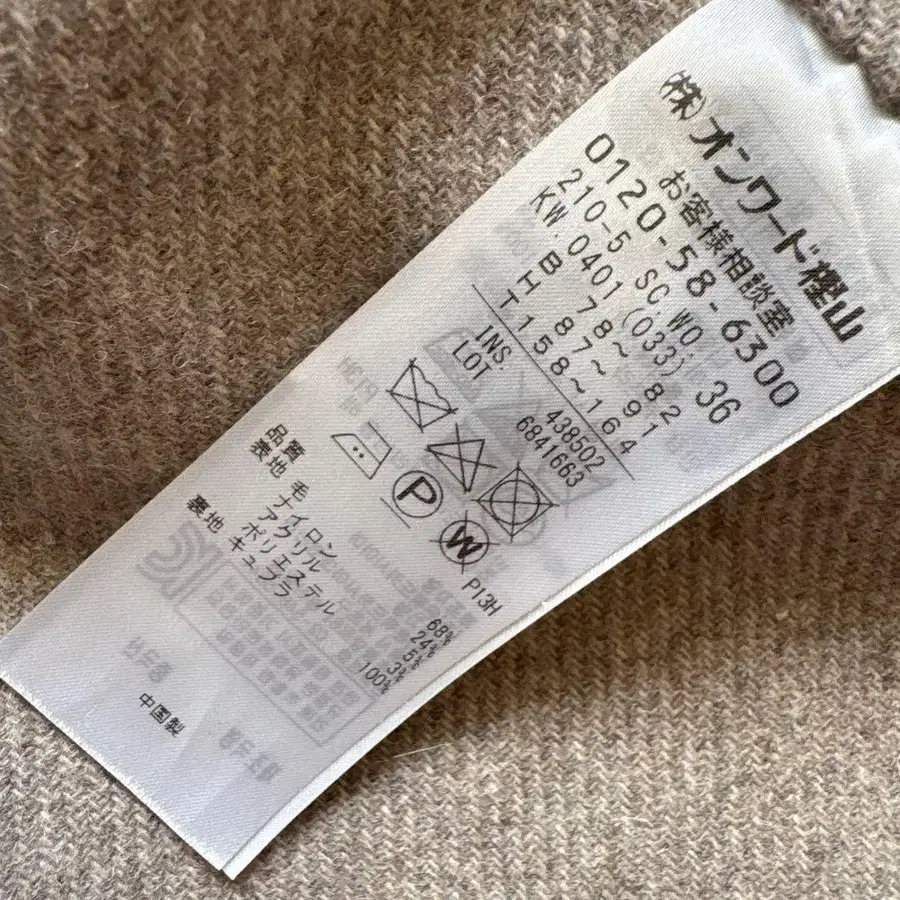 (株)オンワード樫山
お客様相談室
0120-58-6300
210-5 SC.WO. 36
KW 0401 (033)
B 78~ 82
H 87~ 91
T 158~164
INS. 438502
LOT 6841663
P
W
P13H
品質
表地 毛 68%
ナイロン 24%
アクリル 5%
ポリエステル 3%
裏地 キュプラ 100%
中国製